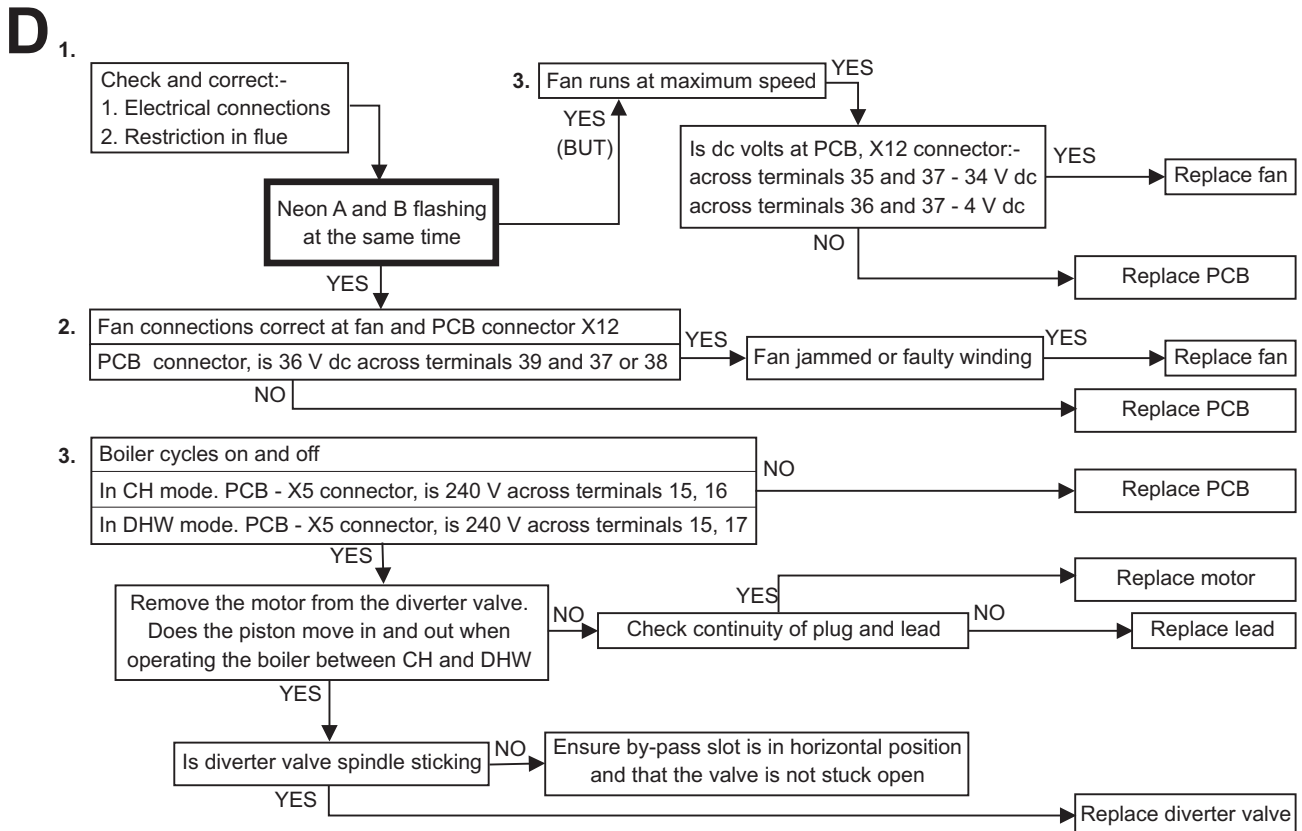 D
1.
Check and correct:-
1. Electrical connections
2. Restriction in flue
Neon A and B flashing
at the same time
YES
(BUT)
3. Fan runs at maximum speed
YES
Is dc volts at PCB, X12 connector:-
across terminals 35 and 37 - 34 V dc
across terminals 36 and 37 - 4 V dc
YES
Replace fan
NO
Replace PCB
YES
2. Fan connections correct at fan and PCB connector X12
PCB connector, is 36 V dc across terminals 39 and 37 or 38
YES
Fan jammed or faulty winding
YES
Replace fan
NO
Replace PCB
3. Boiler cycles on and off
In CH mode. PCB - X5 connector, is 240 V across terminals 15, 16
In DHW mode. PCB - X5 connector, is 240 V across terminals 15, 17
NO
Replace PCB
YES
Remove the motor from the diverter valve.
Does the piston move in and out when
operating the boiler between CH and DHW
NO
Check continuity of plug and lead
YES
Replace motor
NO
Replace lead
YES
Is diverter valve spindle sticking
NO
Ensure by-pass slot is in horizontal position
and that the valve is not stuck open
YES
Replace diverter valve